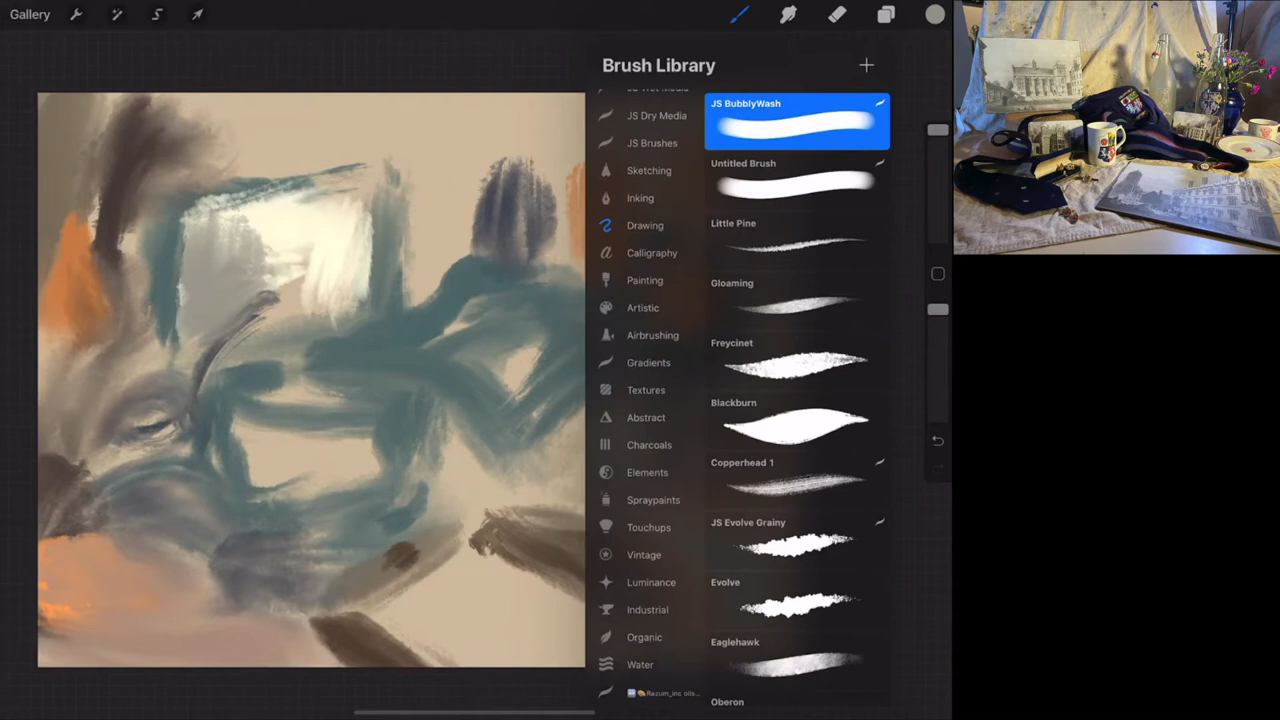 Gallery
Brush Library
JS Dry Media
JS Brushes
Sketching
Inking
Drawing
Calligraphy
Painting
Artistic
Airbrushing
Gradients
Textures
Abstract
Charcoals
Elements
Spraypaints
Touchups
Vintage
Luminance
Industrial
Organic
Water
Razum_inc oils...
JS BubblyWash
Untitled Brush
Little Pine
Gloaming
Freycinet
Blackburn
Copperhead 1
JS Evolve Grainy
Evolve
Eaglehawk
Oberon